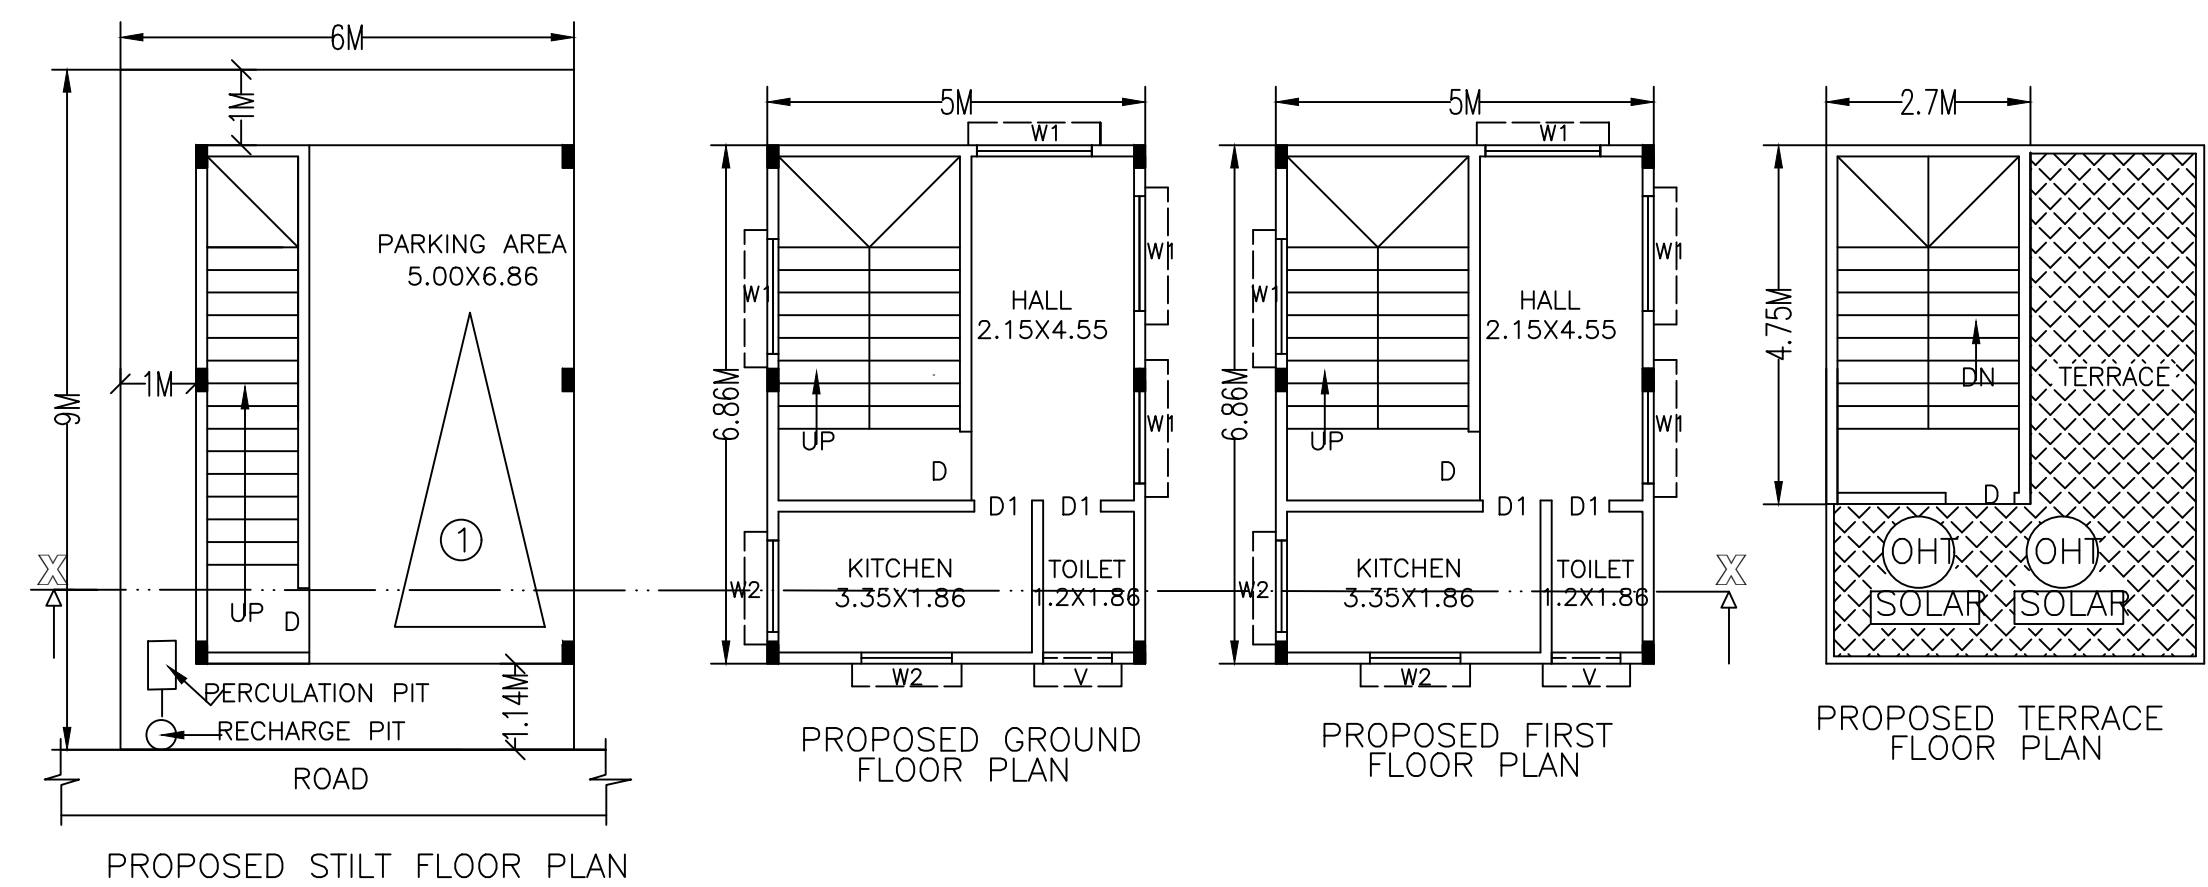 6M
1M
9M
1M
PARKING AREA
5.00X6.86
1
X
UP
D
PERCULATION PIT
RECHARGE PIT
1.14M
ROAD
PROPOSED STILT FLOOR PLAN
5M
W1
W1
W1
HALL
2.15X4.55
6.86M
W1
UP
D
D1
D1
KITCHEN
3.35X1.86
TOILET
1.2X1.86
W2
W2
V
PROPOSED GROUND
FLOOR PLAN
5M
W1
W1
W1
HALL
2.15X4.55
6.86M
W1
UP
D
D1
D1
KITCHEN
3.35X1.86
TOILET
1.2X1.86
W2
X
W2
V
PROPOSED FIRST
FLOOR PLAN
2.7M
4.75M
DN
TERRACE
D
OHT
OHT
SOLAR
SOLAR
PROPOSED TERRACE
FLOOR PLAN